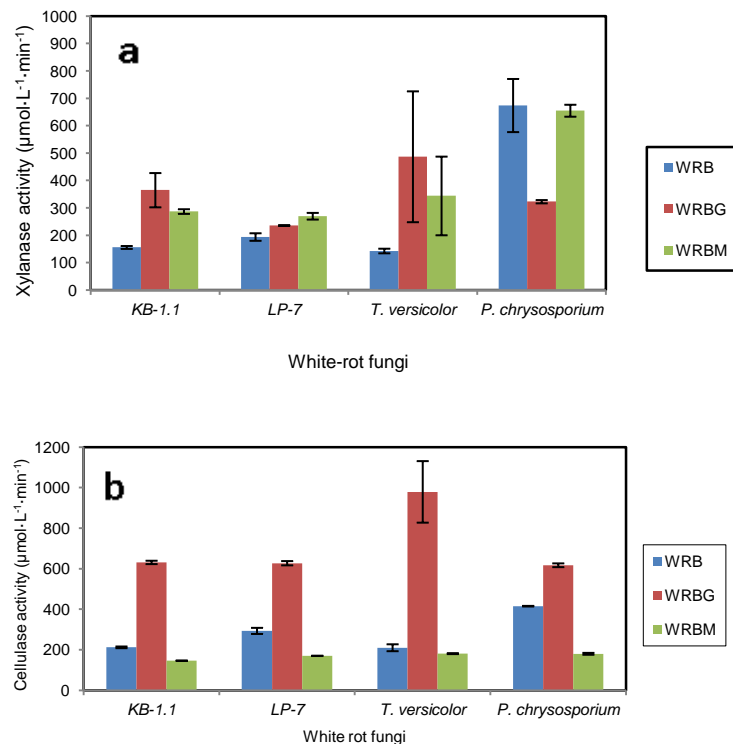 a
Xylanase activity (µmol·L⁻¹·min⁻¹)
1000
900
800
700
600
500
400
300
200
100
0
KB-1.1 LP-7 T. versicolor P. chrysosporium
White-rot fungi
WRB
WRBG
WRBM
b
Cellulase activity (µmol·L⁻¹·min⁻¹)
1200
1000
800
600
400
200
0
KB-1.1 LP-7 T. versicolor P. chrysosporium
White rot fungi
WRB
WRBG
WRBM